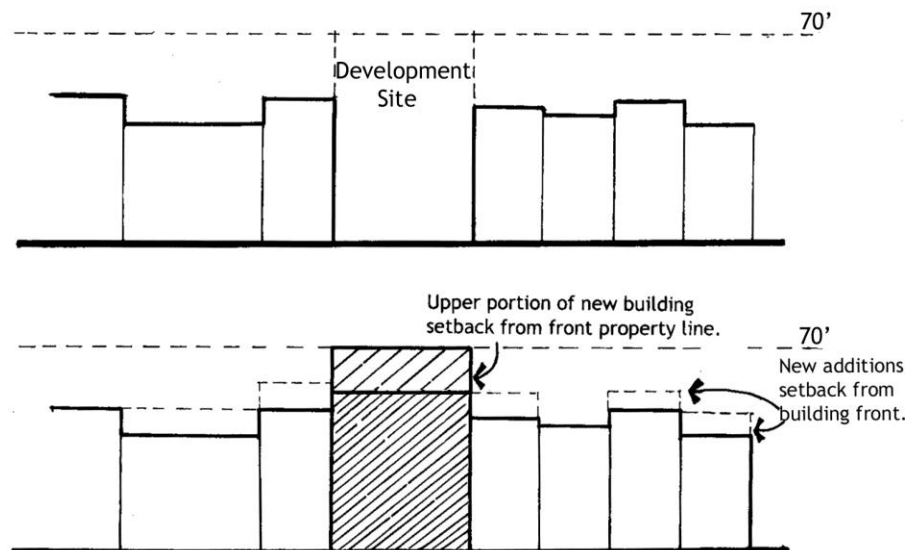 70’
Development
Site
Upper portion of new building
setback from front property line.
70’
New additions
setback from
building front.